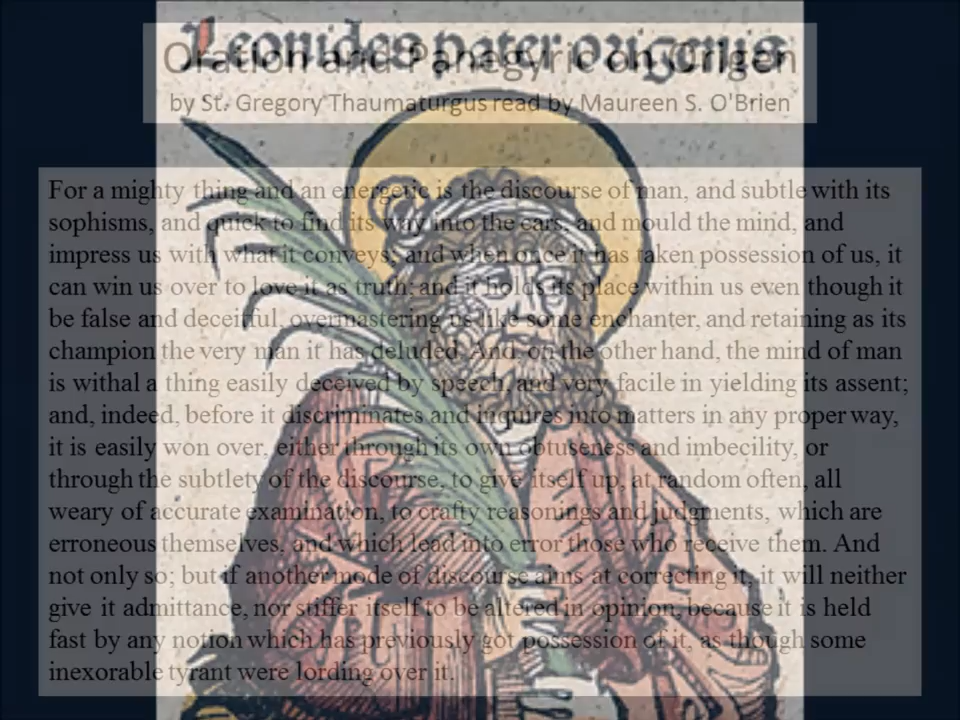 Leonides pater origenis
Oration and Panegyric on Origen
by St. Gregory Thaumaturgus read by Maureen S. O'Brien
For a mighty thing and an energetic is the discourse of man, and subtle with its
sophisms, and quick to find its way into the ears, and mould the mind, and
impress us with what it conveys; and when once it has taken possession of us, it
can win us over to love it as truth; and it holds its place within us even though it
be false and deceitful, overmastering us like some enchanter, and retaining as its
champion the very man it has deluded. And, on the other hand, the mind of man
is withal a thing easily deceived by speech, and very facile in yielding its assent;
and, indeed, before it discriminates and inquires into matters in any proper way,
it is easily won over, either through its own obtuseness and imbecility, or
through the subtlety of the discourse, to give itself up, at random often, all
weary of accurate examination, to crafty reasonings and judgments, which are
erroneous themselves, and which lead into error those who receive them. And
not only so; but if another mode of discourse aims at correcting it, it will neither
give it admittance, nor stiffer itself to be altered in opinion, because it is held
fast by any notion which has previously got possession of it, as though some
inexorable tyrant were lording over it.